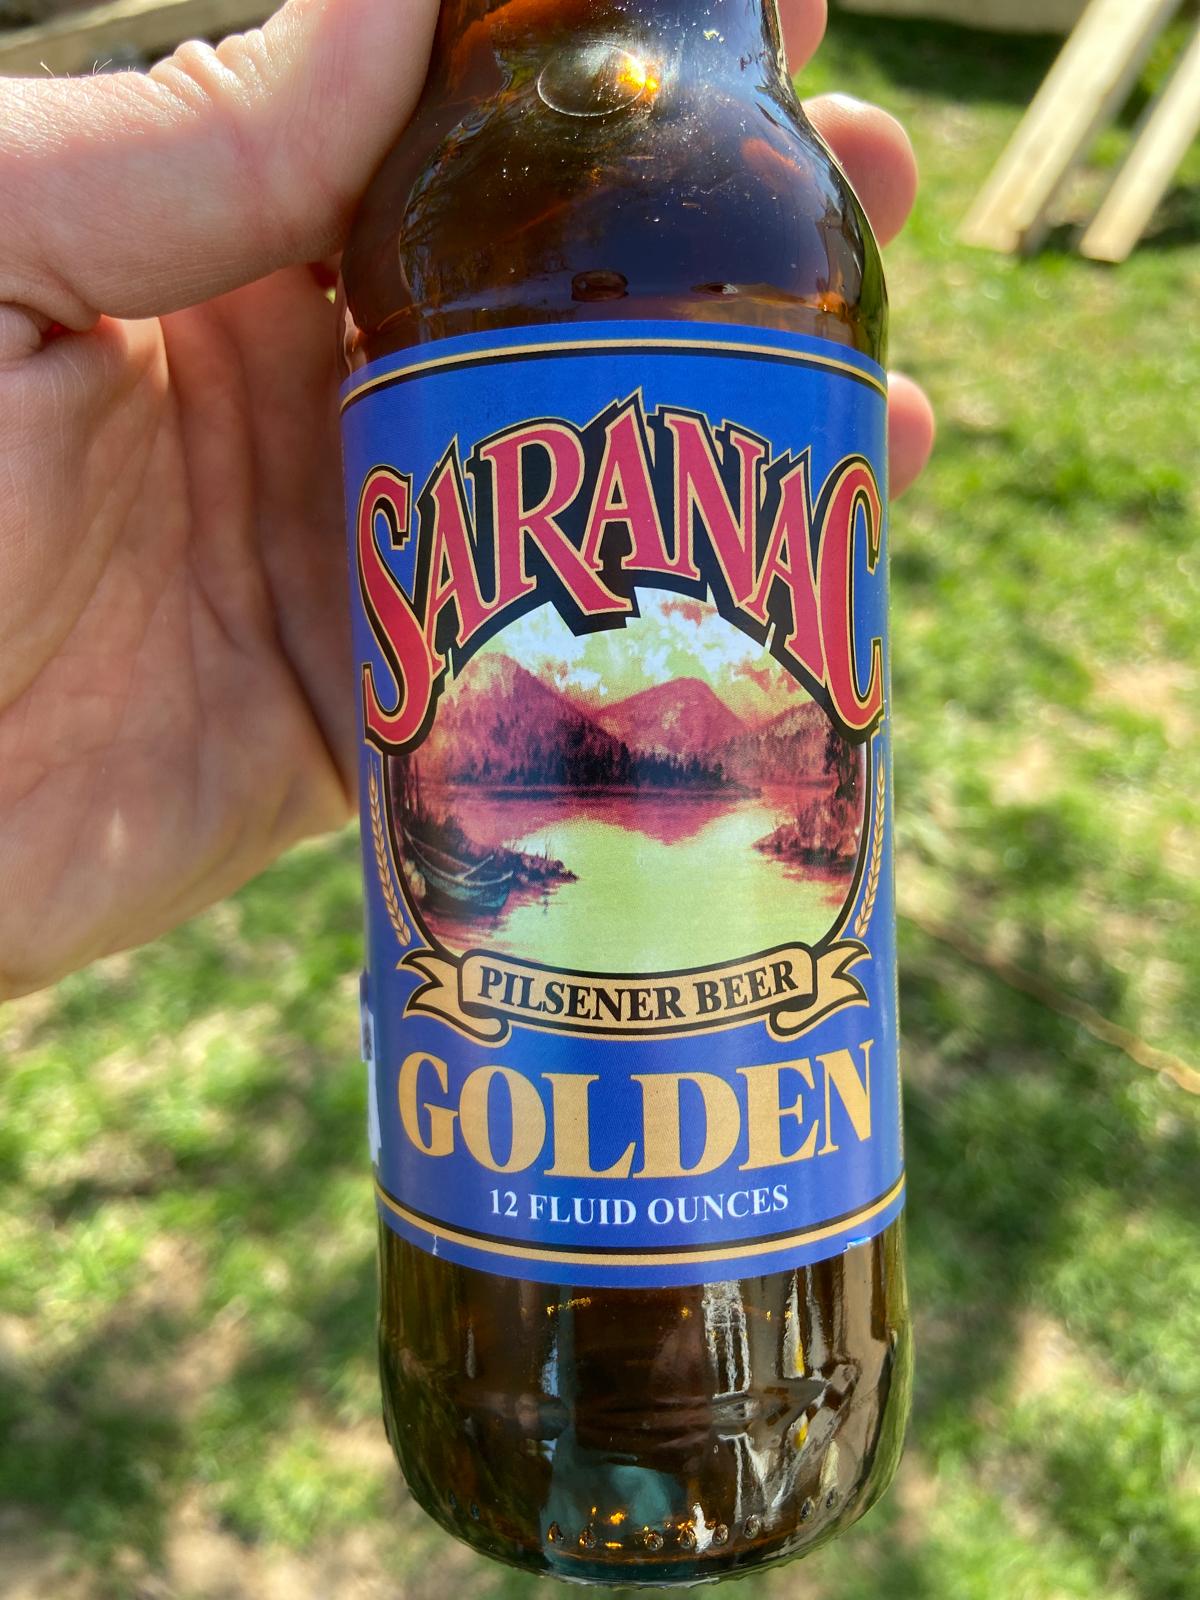 SARANAC
PILSENER BEER
GOLDEN
12 FLUID OUNCES